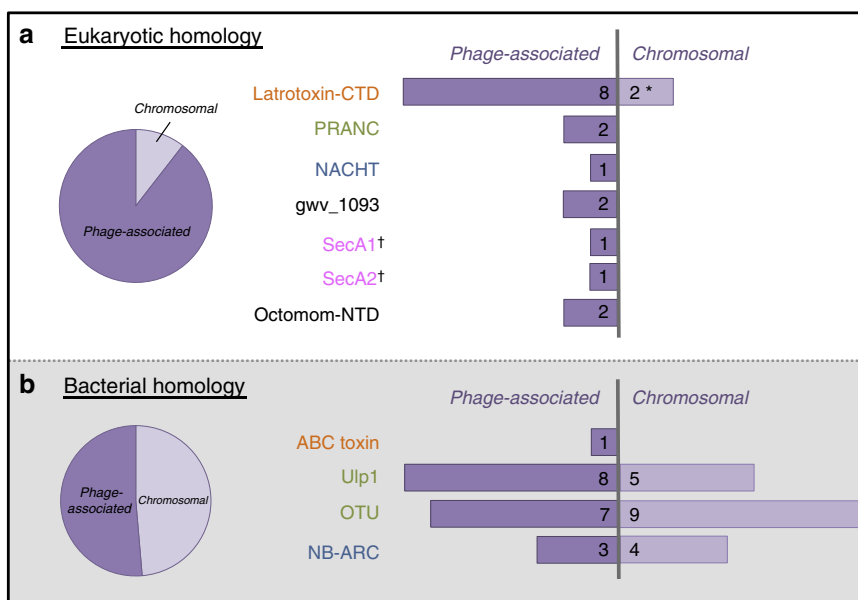 a Eukaryotic homology
Phage-associated Chromosomal
Chromosomal
Phage-associated
Latrotoxin-CTD 8 2 *
PRANC 2
NACHT 1
gwv_1093 2
SecA1† 1
SecA2† 1
Octomom-NTD 2
b Bacterial homology
Phage-associated Chromosomal
Phage-
associated
Chromosomal
ABC toxin 1
Ulp1 8 5
OTU 7 9
NB-ARC 3 4